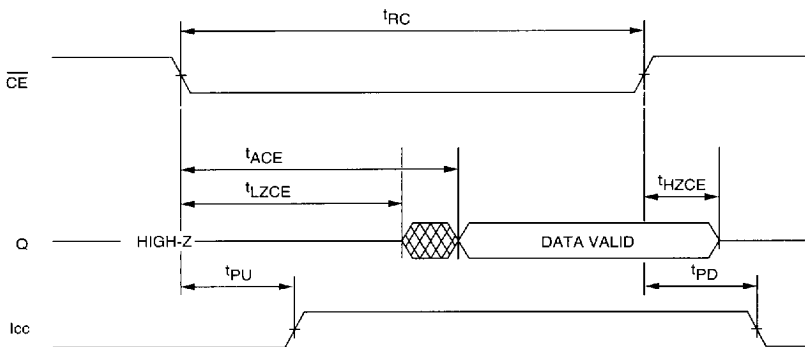 tRC
CE
tACE
tLZCE
tHZCE
Q
HIGH-Z
DATA VALID
tPU
tPD
Icc